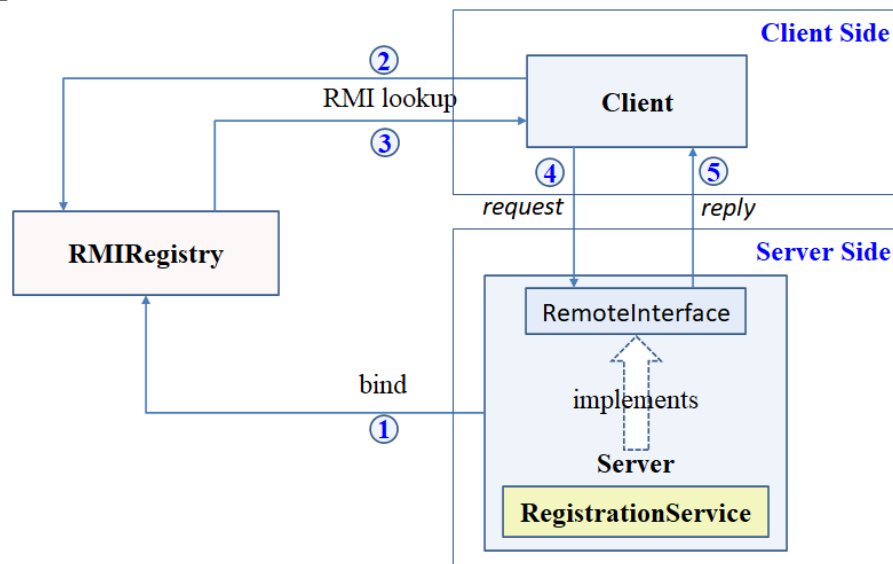 Client Side
2
Client
RMI lookup
3
4
5
request
reply
RMIRegistry
Server Side
RemoteInterface
bind
implements
1
Server
RegistrationService